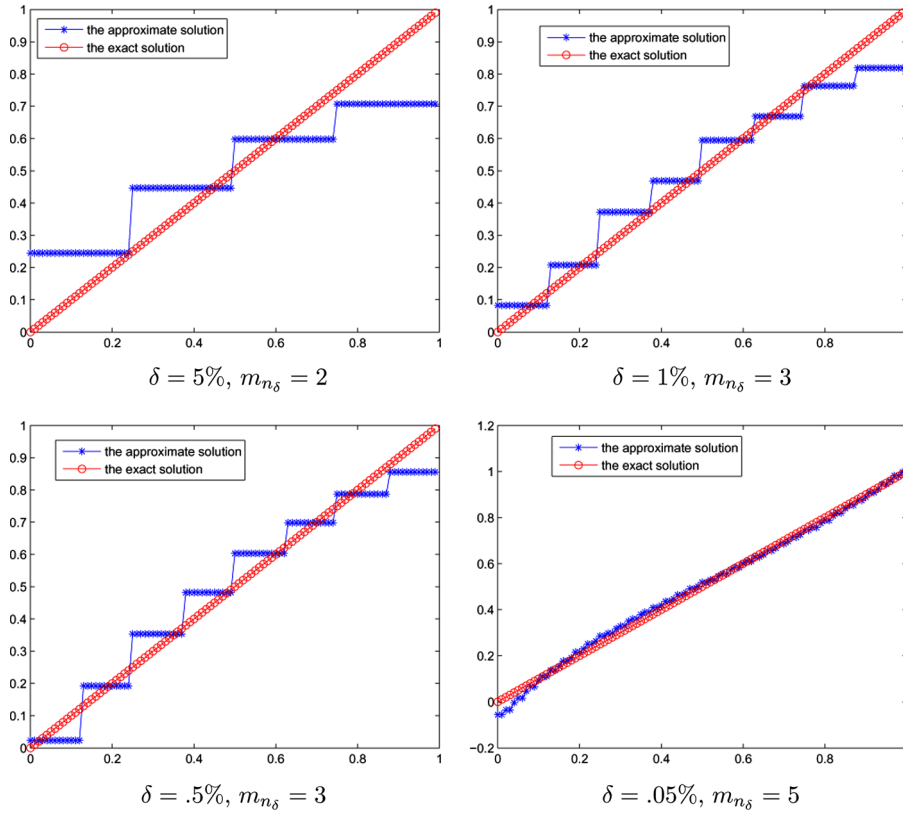 1
0.9
0.8
0.7
0.6
0.5
0.4
0.3
0.2
0.1
0
0 0.2 0.4 0.6 0.8 1
the approximate solution
the exact solution
δ = 5%, m_{n_δ} = 2
1
0.9
0.8
0.7
0.6
0.5
0.4
0.3
0.2
0.1
0
0 0.2 0.4 0.6 0.8
the approximate solution
the exact solution
δ = 1%, m_{n_δ} = 3
1
0.9
0.8
0.7
0.6
0.5
0.4
0.3
0.2
0.1
0
0 0.2 0.4 0.6 0.8 1
the approximate solution
the exact solution
δ = .5%, m_{n_δ} = 3
1.2
1
0.8
0.6
0.4
0.2
0
−0.2
0 0.2 0.4 0.6 0.8
the approximate solution
the exact solution
δ = .05%, m_{n_δ} = 5